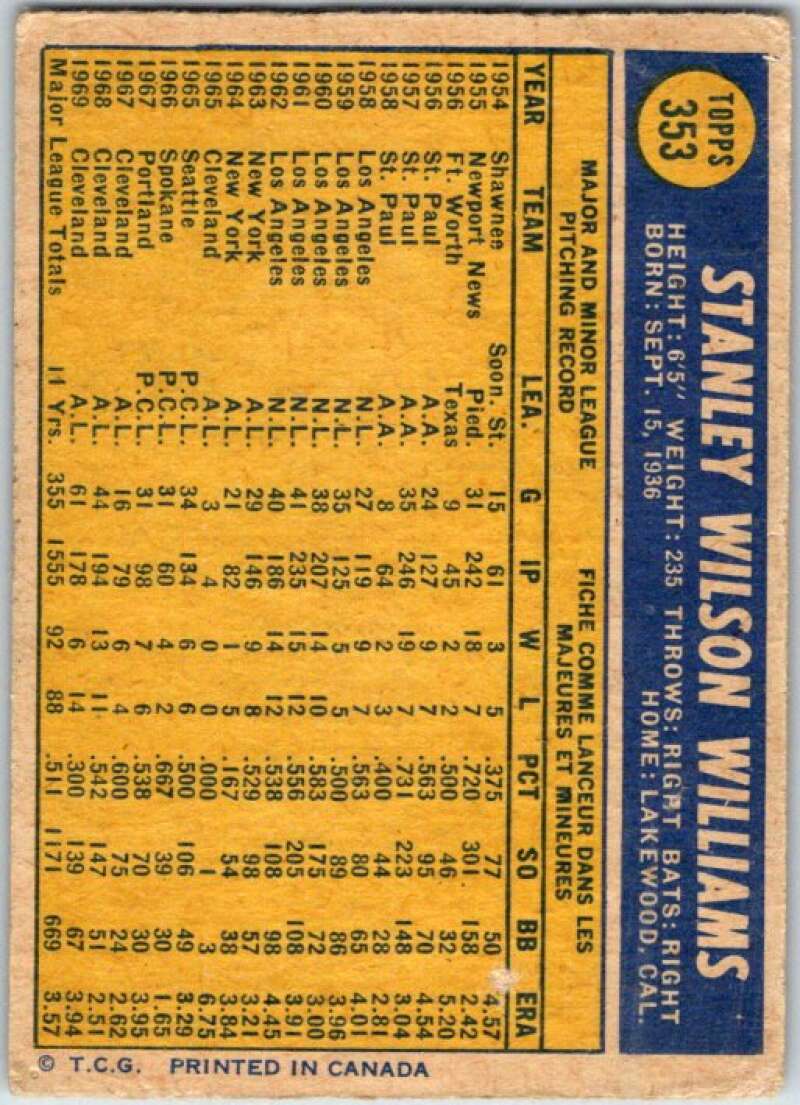 TOPPS
353
STANLEY WILSON WILLIAMS
HEIGHT: 6'5" WEIGHT: 235 THROWS: RIGHT BATS: RIGHT
BORN: SEPT. 15, 1936 HOME: LAKEWOOD, CAL.
MAJOR AND MINOR LEAGUE
PITCHING RECORD
FICHE COMME LANCEUR DANS LES
MAJEURES ET MINEURES
YEAR TEAM LEA. G IP W L PCT SO BB ERA
1954 Shawnee Soon. St. 15 61 3 5 .375 77 50 4.57
1955 Newport News Pied. 31 242 18 7 .720 301 158 2.42
1956 Ft. Worth Texas 9 45 2 2 .500 46 32 5.20
1956 St. Paul A.A. 24 127 9 7 .563 95 70 4.54
1957 St. Paul A.A. 35 246 19 7 .731 223 148 3.04
1958 St. Paul A.A. 8 64 2 3 .400 44 28 2.81
1958 Los Angeles N.L. 27 119 9 7 .563 80 65 4.01
1959 Los Angeles N.L. 35 125 5 5 .500 89 86 3.96
1960 Los Angeles N.L. 38 207 14 10 .583 175 72 3.00
1961 Los Angeles N.L. 41 235 15 12 .556 205 108 3.91
1962 Los Angeles N.L. 40 186 14 12 .538 108 98 4.45
1963 New York A.L. 29 146 9 8 .529 98 57 3.21
1964 New York A.L. 21 82 1 5 .167 54 38 3.84
1965 Cleveland A.L. 3 4 0 0 .000 1 3 6.75
1965 Seattle P.C.L. 34 134 6 6 .500 106 49 3.29
1966 Spokane P.C.L. 31 60 4 2 .667 39 30 1.65
1967 Portland P.C.L. 31 98 7 6 .538 70 30 3.95
1967 Cleveland A.L. 16 79 6 4 .600 75 24 2.62
1968 Cleveland A.L. 44 194 13 11 .542 147 51 2.51
1969 Cleveland A.L. 61 178 6 14 .300 139 67 3.94
Major League Totals 11 Yrs. 355 1555 92 88 .511 1171 669 3.57
© T.C.G. PRINTED IN CANADA